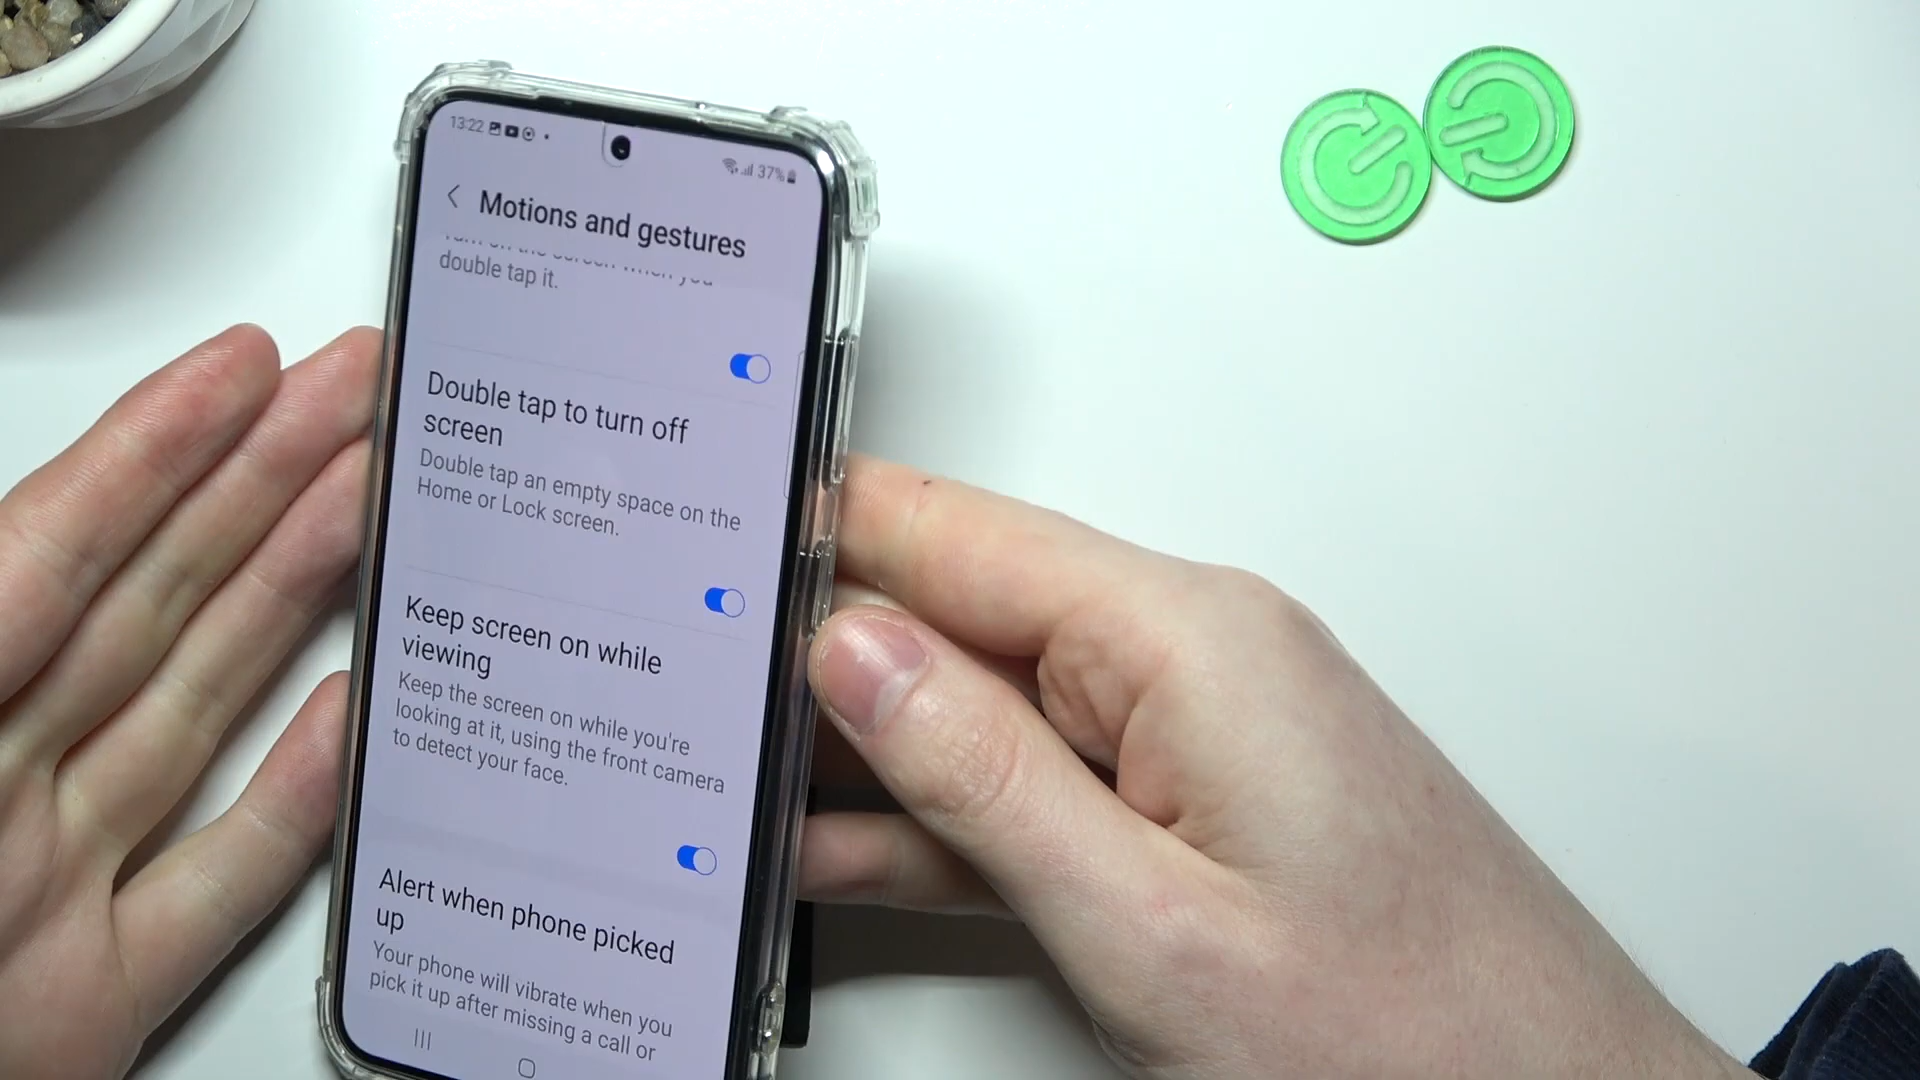 13:22
37%
Motions and gestures
double tap it.
Double tap to turn off
screen
Double tap an empty space on the
Home or Lock screen.
Keep screen on while
viewing
Keep the screen on while you're
looking at it, using the front camera
to detect your face.
Alert when phone picked
up
Your phone will vibrate when you
pick it up after missing a call or